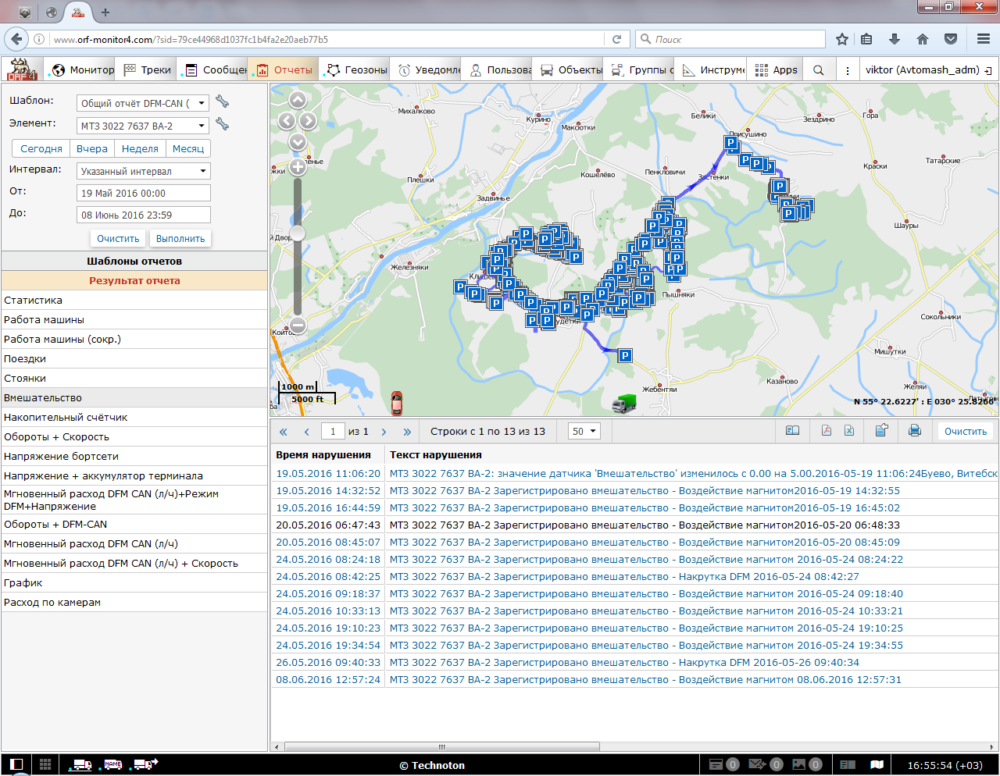 www.orf-monitor4.com/?sid=79ce44968d1037fc1b4fa2e20aeb77b5
Поиск
ORF 4
Монитор
Треки
Сообщен
Отчеты
Геозоны
Уведомл
Пользова
Объекты
Группы о
Инструм
Apps
viktor (Avtomash_adm)
Шаблон:
Общий отчёт DFM-CAN (
Элемент:
МТЗ 3022 7637 ВА-2
Сегодня
Вчера
Неделя
Месяц
Интервал:
Указанный интервал
От:
19 Май 2016 00:00
До:
08 Июнь 2016 23:59
Очистить
Выполнить
Шаблоны отчетов
Результат отчета
Статистика
Работа машины
Работа машины (сокр.)
Поездки
Стоянки
Вмешательство
Накопительный счётчик
Обороты + Скорость
Напряжение бортсети
Напряжение + аккумулятор терминала
Мгновенный расход DFM CAN (л/ч)+Режим
DFM+Напряжение
Обороты + DFM-CAN
Мгновенный расход DFM CAN (л/ч)
Мгновенный расход DFM CAN (л/ч) + Скорость
График
Расход по камерам
Михалково
Курино
Макоотки
Белики
Присушино
Зездрино
Гора
Кошелёво
Пенкловичи
Застенки
Краски
Татарские
Плешки
Задвинье
Шауры
Железняки
Пышняки
Сокольники
Мишутки
Казаново
Желяи
Жебентяи
1000 m
5000 ft
N 55° 22.6227' : E 030° 25.8266'
1
из 1
Строки с 1 по 13 из 13
50
Очистить
Время нарушения
Текст нарушения
19.05.2016 11:06:20 МТЗ 3022 7637 ВА-2: значение датчика 'Вмешательство' изменилось с 0.00 на 5.00.2016-05-19 11:06:24Буево, Витебск
19.05.2016 14:32:52 МТЗ 3022 7637 ВА-2 Зарегистрировано вмешательство - Воздействие магнитом2016-05-19 14:32:55
19.05.2016 16:44:59 МТЗ 3022 7637 ВА-2 Зарегистрировано вмешательство - Воздействие магнитом2016-05-19 16:45:02
20.05.2016 06:47:43 МТЗ 3022 7637 ВА-2 Зарегистрировано вмешательство - Воздействие магнитом2016-05-20 06:48:33
20.05.2016 08:45:07 МТЗ 3022 7637 ВА-2 Зарегистрировано вмешательство - Воздействие магнитом2016-05-20 08:45:09
24.05.2016 08:24:18 МТЗ 3022 7637 ВА-2 Зарегистрировано вмешательство - Воздействие магнитом 2016-05-24 08:24:22
24.05.2016 08:42:25 МТЗ 3022 7637 ВА-2 Зарегистрировано вмешательство - Накрутка DFM 2016-05-24 08:42:27
24.05.2016 09:18:37 МТЗ 3022 7637 ВА-2 Зарегистрировано вмешательство - Воздействие магнитом 2016-05-24 09:18:40
24.05.2016 10:33:13 МТЗ 3022 7637 ВА-2 Зарегистрировано вмешательство - Воздействие магнитом 2016-05-24 10:33:21
24.05.2016 19:10:23 МТЗ 3022 7637 ВА-2 Зарегистрировано вмешательство - Воздействие магнитом 2016-05-24 19:10:25
24.05.2016 19:34:54 МТЗ 3022 7637 ВА-2 Зарегистрировано вмешательство - Воздействие магнитом 2016-05-24 19:34:55
26.05.2016 09:40:33 МТЗ 3022 7637 ВА-2 Зарегистрировано вмешательство - Накрутка DFM 2016-05-26 09:40:34
08.06.2016 12:57:24 МТЗ 3022 7637 ВА-2 Зарегистрировано вмешательство - Воздействие магнитом 08.06.2016 12:57:31
NAME
© Technoton
0
0
0
16:55:54 (+03)